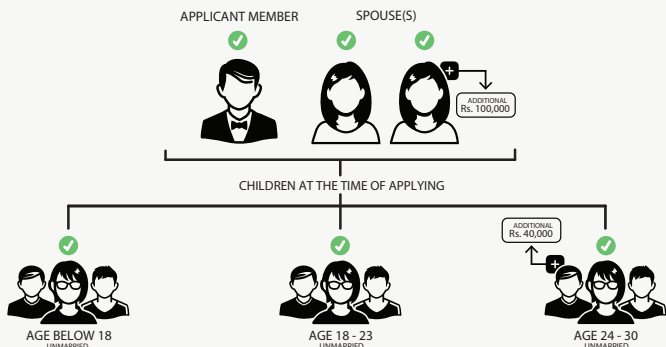 APPLICANT MEMBER
SPOUSE(S)
ADDITIONAL
Rs. 100,000
CHILDREN AT THE TIME OF APPLYING
ADDITIONAL
Rs. 40,000
AGE BELOW 18
UNMARRIED
AGE 18 - 23
UNMARRIED
AGE 24 - 30
UNMARRIED